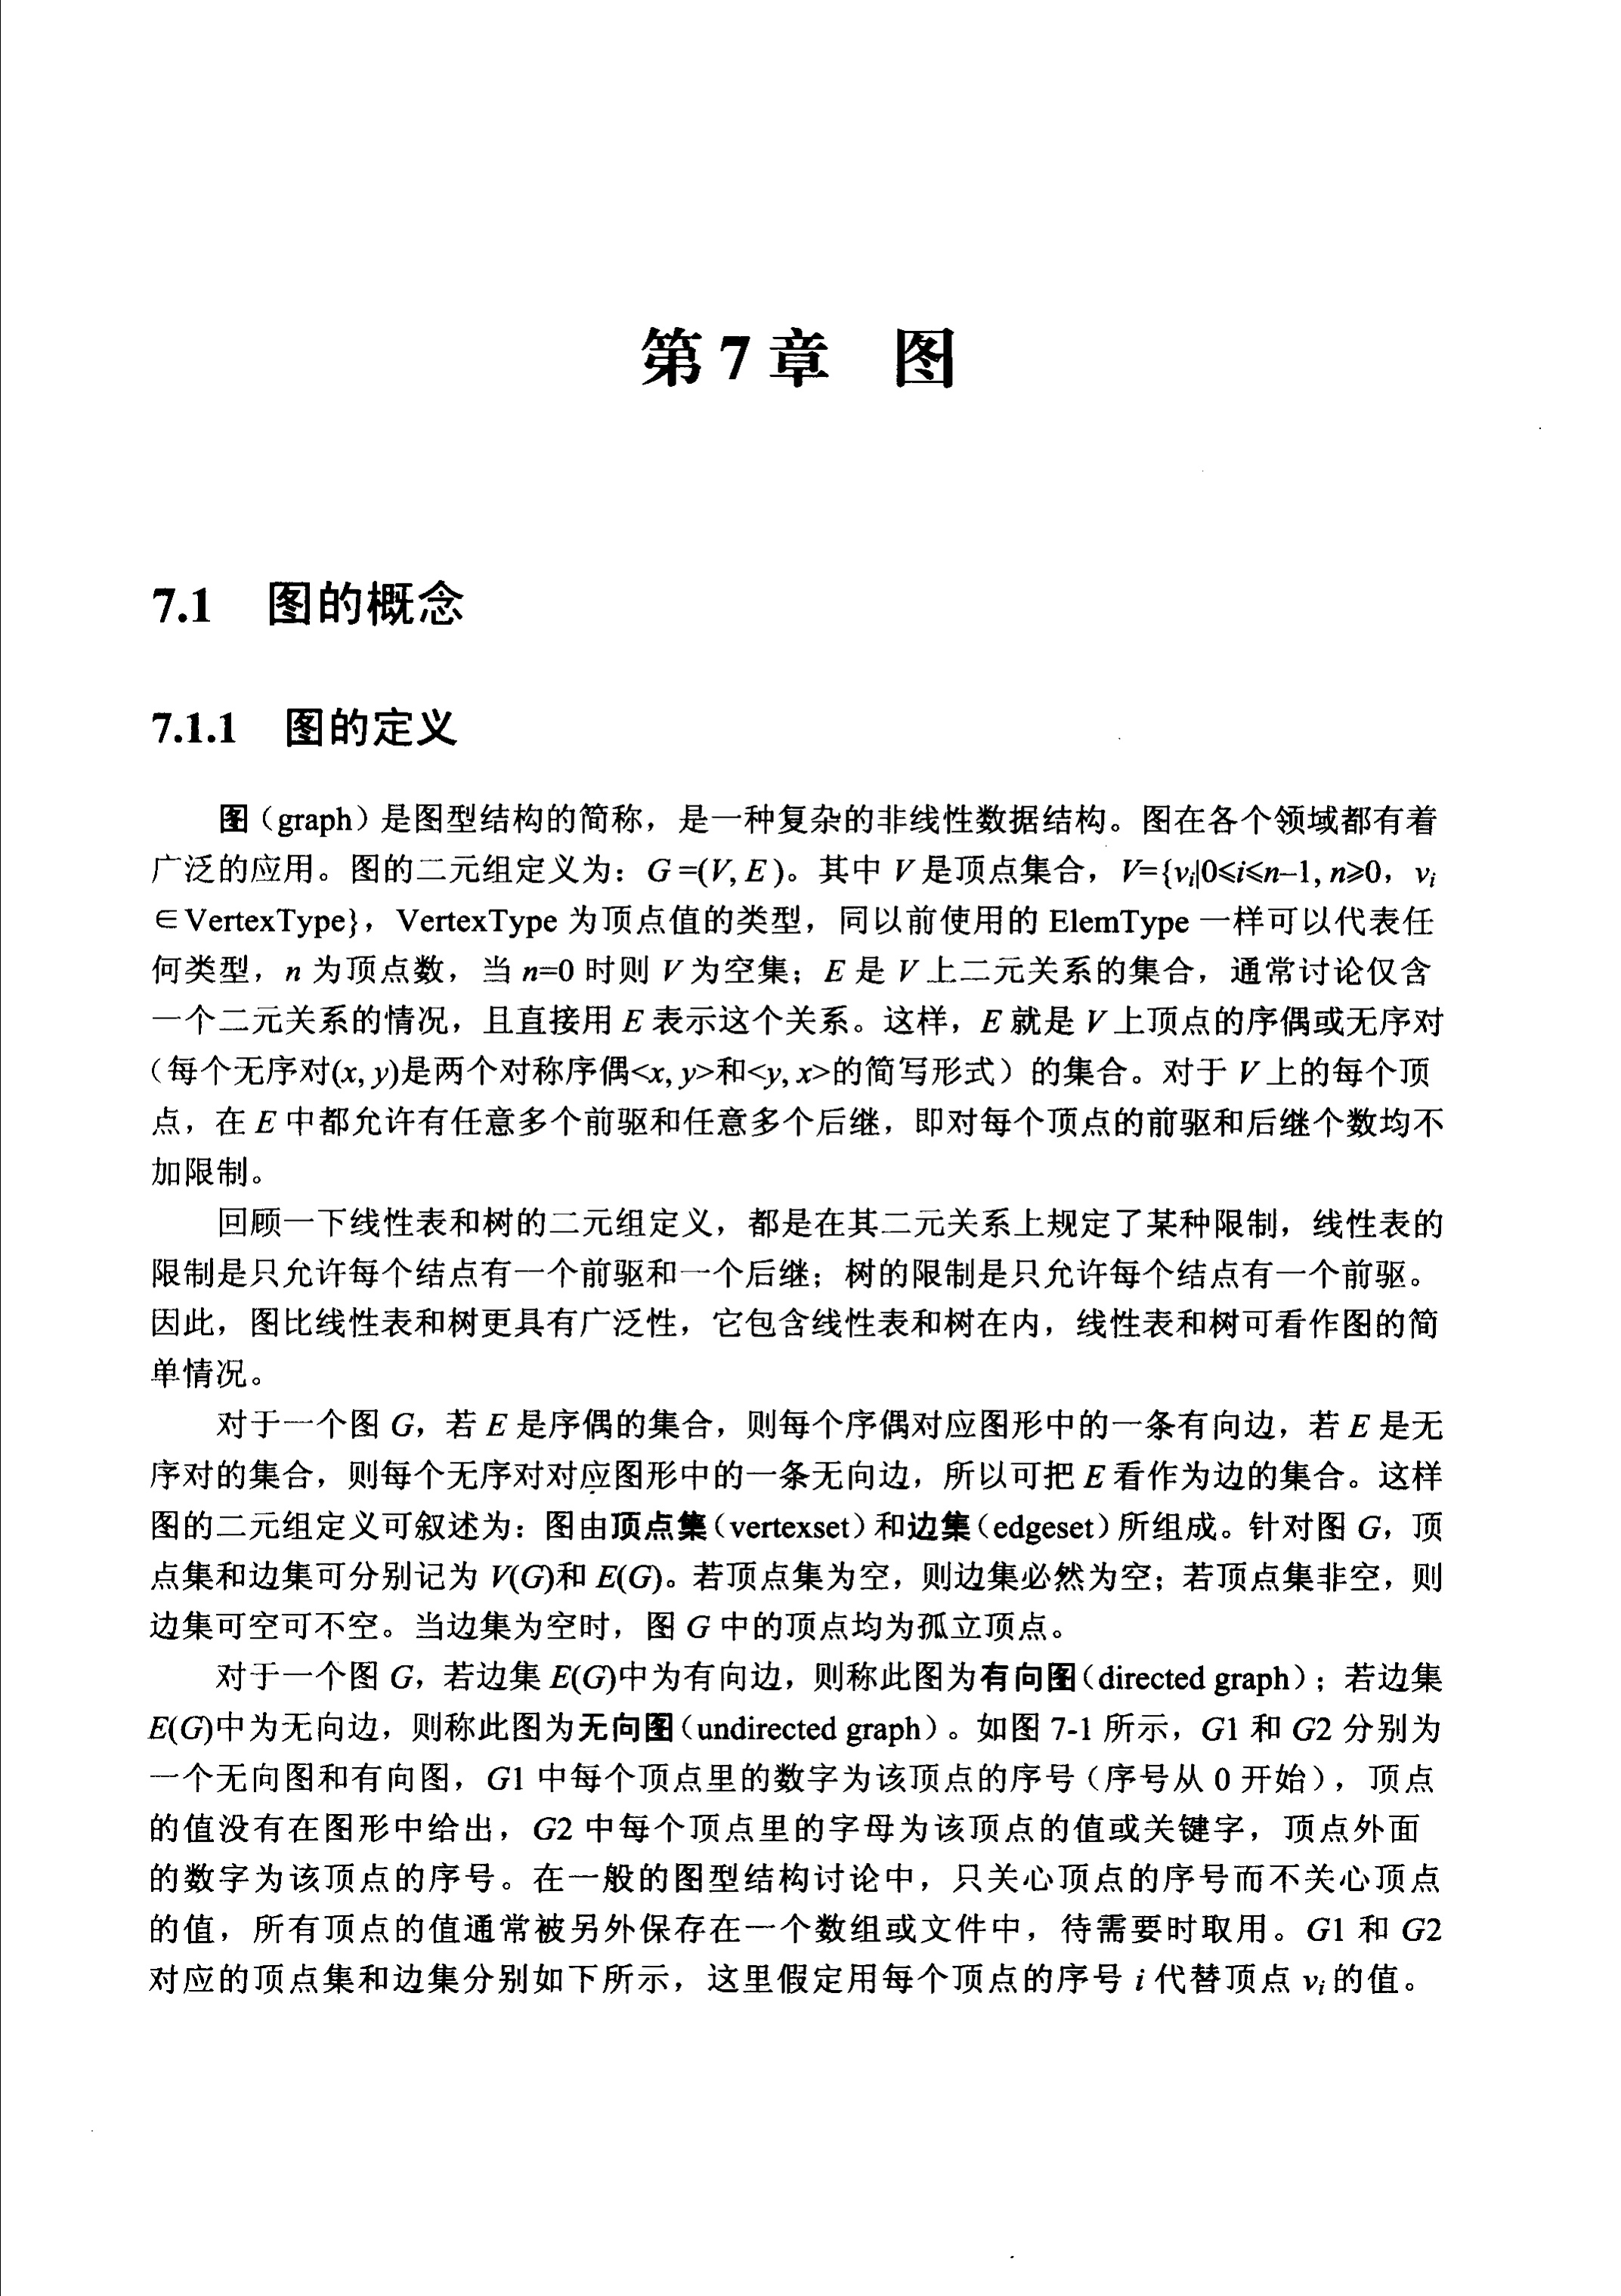 第 7 章 图
7.1 图的概念
7.1.1 图的定义
图（graph）是图型结构的简称，是一种复杂的非线性数据结构。图在各个领域都有着
广泛的应用。图的二元组定义为：G =(V, E )。其中 V 是顶点集合，V={vᵢ|0≤i≤n−1, n≥0，vᵢ
∈VertexType}，VertexType 为顶点值的类型，同以前使用的 ElemType 一样可以代表任
何类型，n 为顶点数，当 n=0 时则 V 为空集；E 是 V 上二元关系的集合，通常讨论仅含
一个二元关系的情况，且直接用 E 表示这个关系。这样，E 就是 V 上顶点的序偶或无序对
（每个无序对(x, y)是两个对称序偶<x, y>和<y, x>的简写形式）的集合。对于 V 上的每个顶
点，在 E 中都允许有任意多个前驱和任意多个后继，即对每个顶点的前驱和后继个数均不
加限制。
回顾一下线性表和树的二元组定义，都是在其二元关系上规定了某种限制，线性表的
限制是只允许每个结点有一个前驱和一个后继；树的限制是只允许每个结点有一个前驱。
因此，图比线性表和树更具有广泛性，它包含线性表和树在内，线性表和树可看作图的简
单情况。
对于一个图 G，若 E 是序偶的集合，则每个序偶对应图形中的一条有向边，若 E 是无
序对的集合，则每个无序对对应图形中的一条无向边，所以可把 E 看作为边的集合。这样
图的二元组定义可叙述为：图由顶点集（vertexset）和边集（edgeset）所组成。针对图 G，顶
点集和边集可分别记为 V(G)和 E(G)。若顶点集为空，则边集必然为空；若顶点集非空，则
边集可空可不空。当边集为空时，图 G 中的顶点均为孤立顶点。
对于一个图 G，若边集 E(G)中为有向边，则称此图为有向图（directed graph）；若边集
E(G)中为无向边，则称此图为无向图（undirected graph）。如图 7-1 所示，G1 和 G2 分别为
一个无向图和有向图，G1 中每个顶点里的数字为该顶点的序号（序号从 0 开始），顶点
的值没有在图形中给出，G2 中每个顶点里的字母为该顶点的值或关键字，顶点外面
的数字为该顶点的序号。在一般的图型结构讨论中，只关心顶点的序号而不关心顶点
的值，所有顶点的值通常被另外保存在一个数组或文件中，待需要时取用。G1 和 G2
对应的顶点集和边集分别如下所示，这里假定用每个顶点的序号 i 代替顶点 vᵢ 的值。